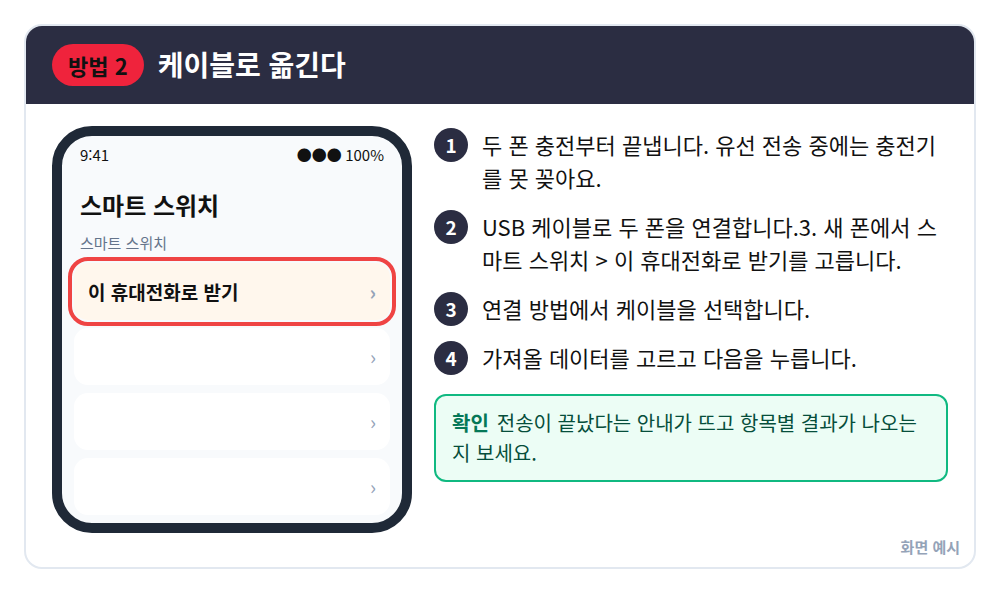 방법 2 케이블로 옮긴다
9:41 ●●● 100%
스마트 스위치
스마트 스위치
이 휴대전화로 받기 ›
›
›
›
1 두 폰 충전부터 끝냅니다. 유선 전송 중에는 충전기
를 못 꽂아요.
2 USB 케이블로 두 폰을 연결합니다.3. 새 폰에서 스
마트 스위치 > 이 휴대전화로 받기를 고릅니다.
3 연결 방법에서 케이블을 선택합니다.
4 가져올 데이터를 고르고 다음을 누릅니다.
확인 전송이 끝났다는 안내가 뜨고 항목별 결과가 나오는
지 보세요.
화면 예시